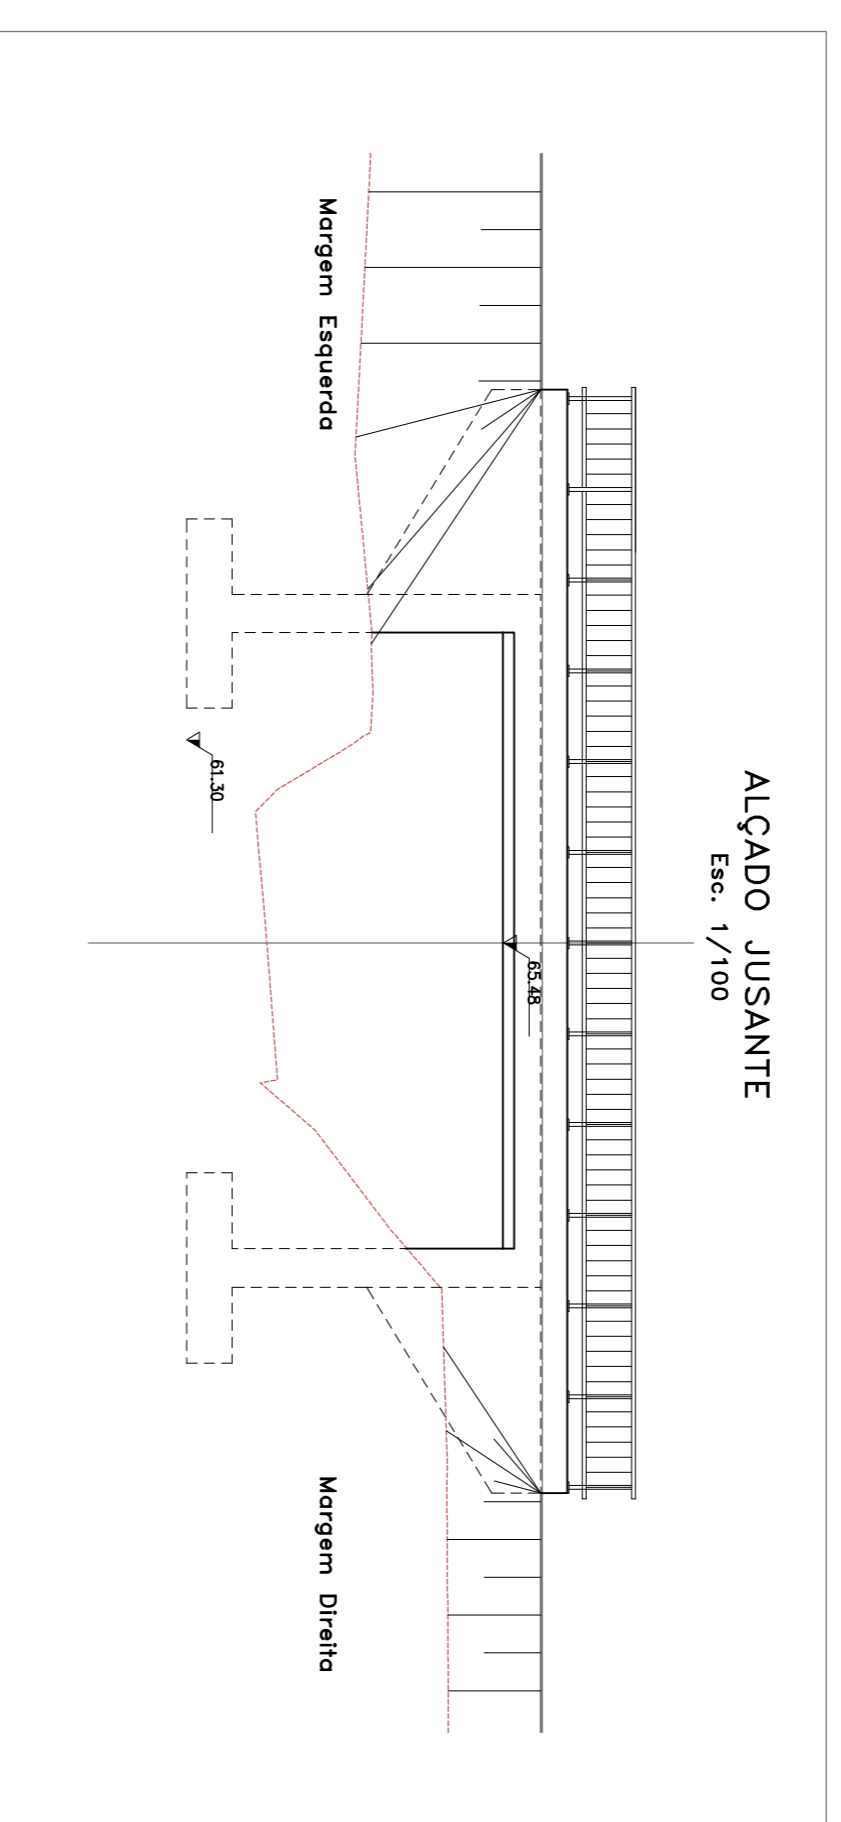 ALÇADO JUSANTE
Esc. 1/100
65.48
Margem Esquerda
Margem Direita
61.30